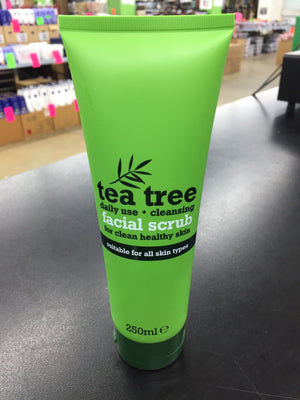 tea tree
daily use • cleansing
facial scrub
for clean healthy skin
suitable for all skin types
250ml ℮